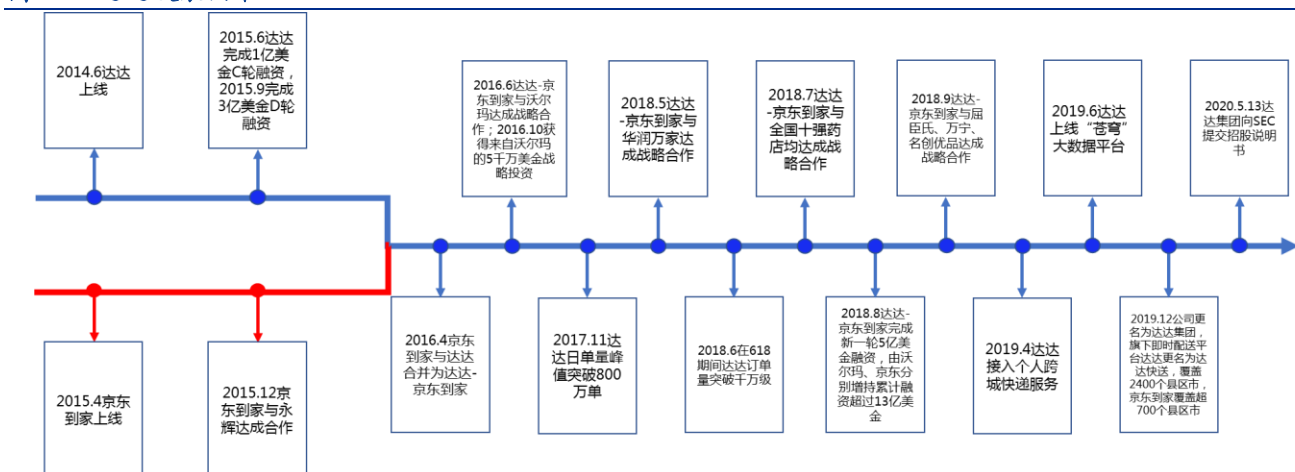 2014.6达达
上线
2015.6达达
完成1亿美
金C轮融资，
2015.9完成
3亿美金D轮
融资
2016.6达达-京
东到家与沃尔
玛达成战略合
作；2016.10获
得来自沃尔玛
的5千万美金战
略投资
2018.5达达
-京东到家与
华润万家达
成战略合作
2018.7达达
-京东到家与
全国十强药
店均达成战
略合作
2018.9达达-
京东到家与屈
臣氏、万宁、
名创优品达成
战略合作
2019.6达达
上线“苍穹”
大数据平台
2020.5.13达
达集团向SEC
提交招股说明
书
2015.4京东
到家上线
2015.12京
东到家与永
辉达成合作
2016.4京东
到家与达达
合并为达达-
京东到家
2017.11达
达日单量峰
值突破800
万单
2018.6在618
期间达达订单
量突破千万级
2018.8达达-
京东到家完成
新一轮5亿美
金融资，由沃
尔玛、京东分
别增持累计融
资超过13亿美
金
2019.4达达
接入个人跨
城快递服务
2019.12公司更
名为达达集团，
旗下即时配送平
台达达更名为达
达快送，覆盖
2400个县区市，
京东到家覆盖超
700个县区市